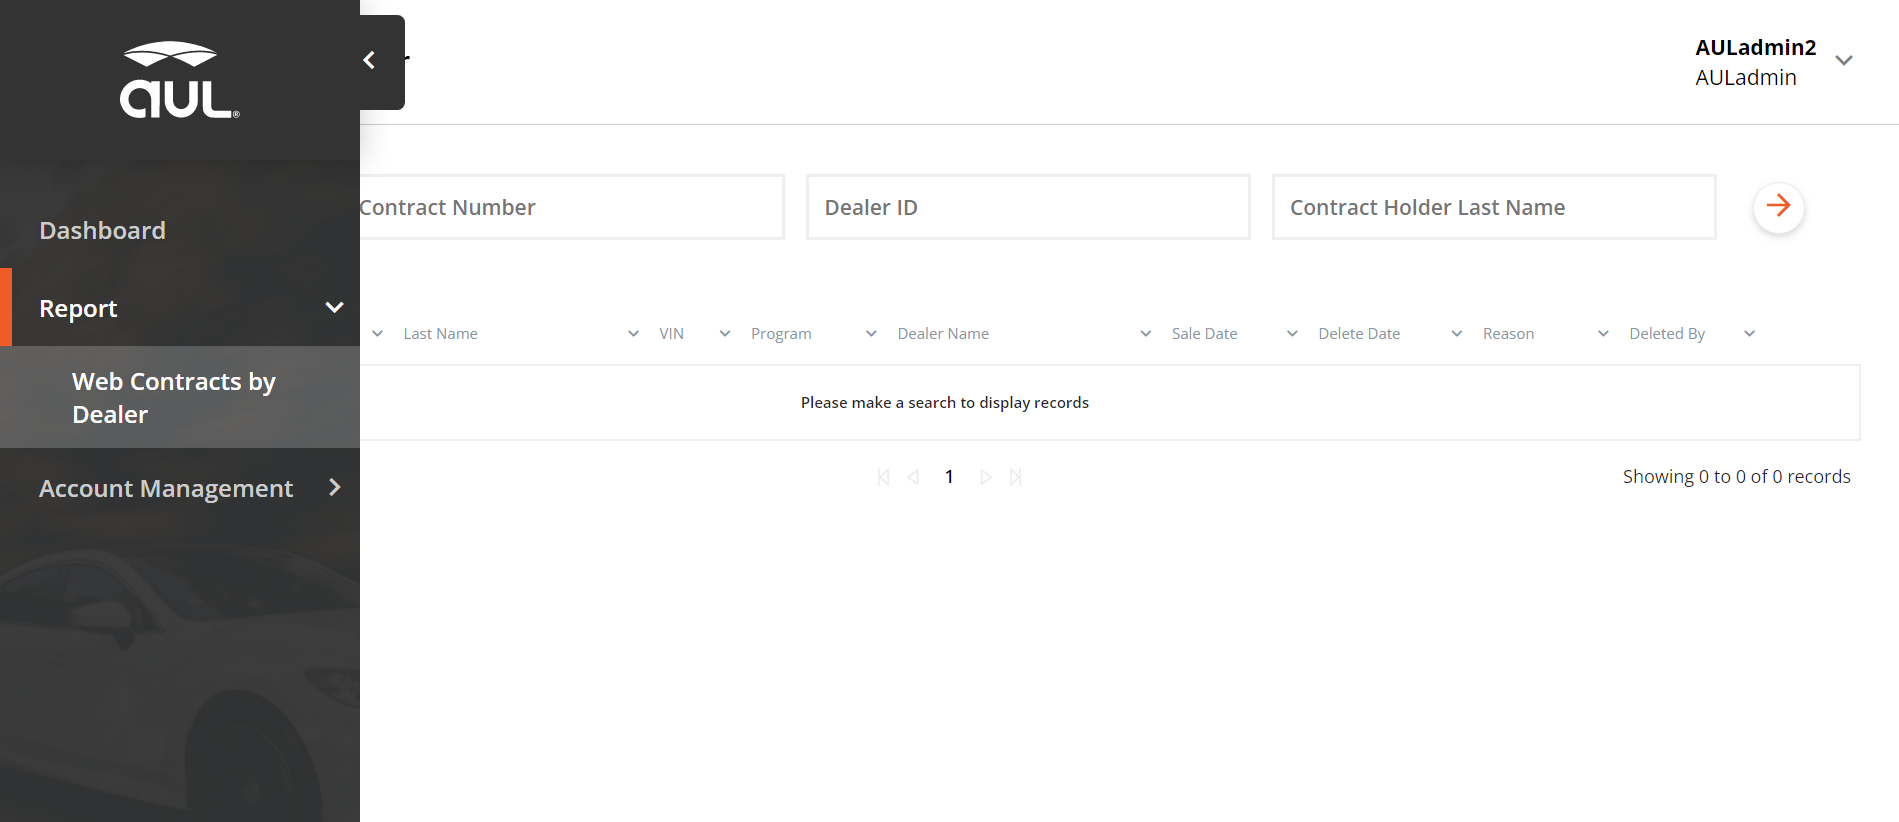 aUL®
r
AULadmin2
AULadmin
Dashboard
Report
Web Contracts by
Dealer
Account Management
Contract Number
Dealer ID
Contract Holder Last Name
Last Name
VIN
Program
Dealer Name
Sale Date
Delete Date
Reason
Deleted By
Please make a search to display records
1
Showing 0 to 0 of 0 records